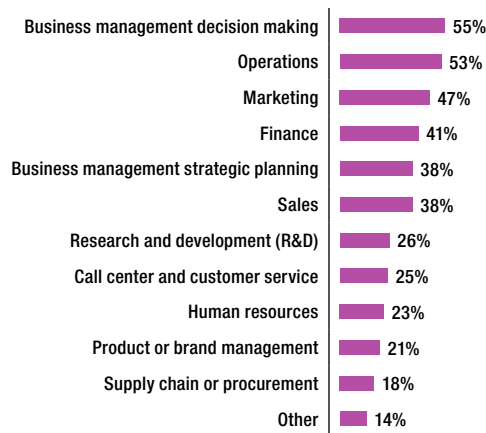 Business management decision making 55%
Operations 53%
Marketing 47%
Finance 41%
Business management strategic planning 38%
Sales 38%
Research and development (R&D) 26%
Call center and customer service 25%
Human resources 23%
Product or brand management 21%
Supply chain or procurement 18%
Other 14%